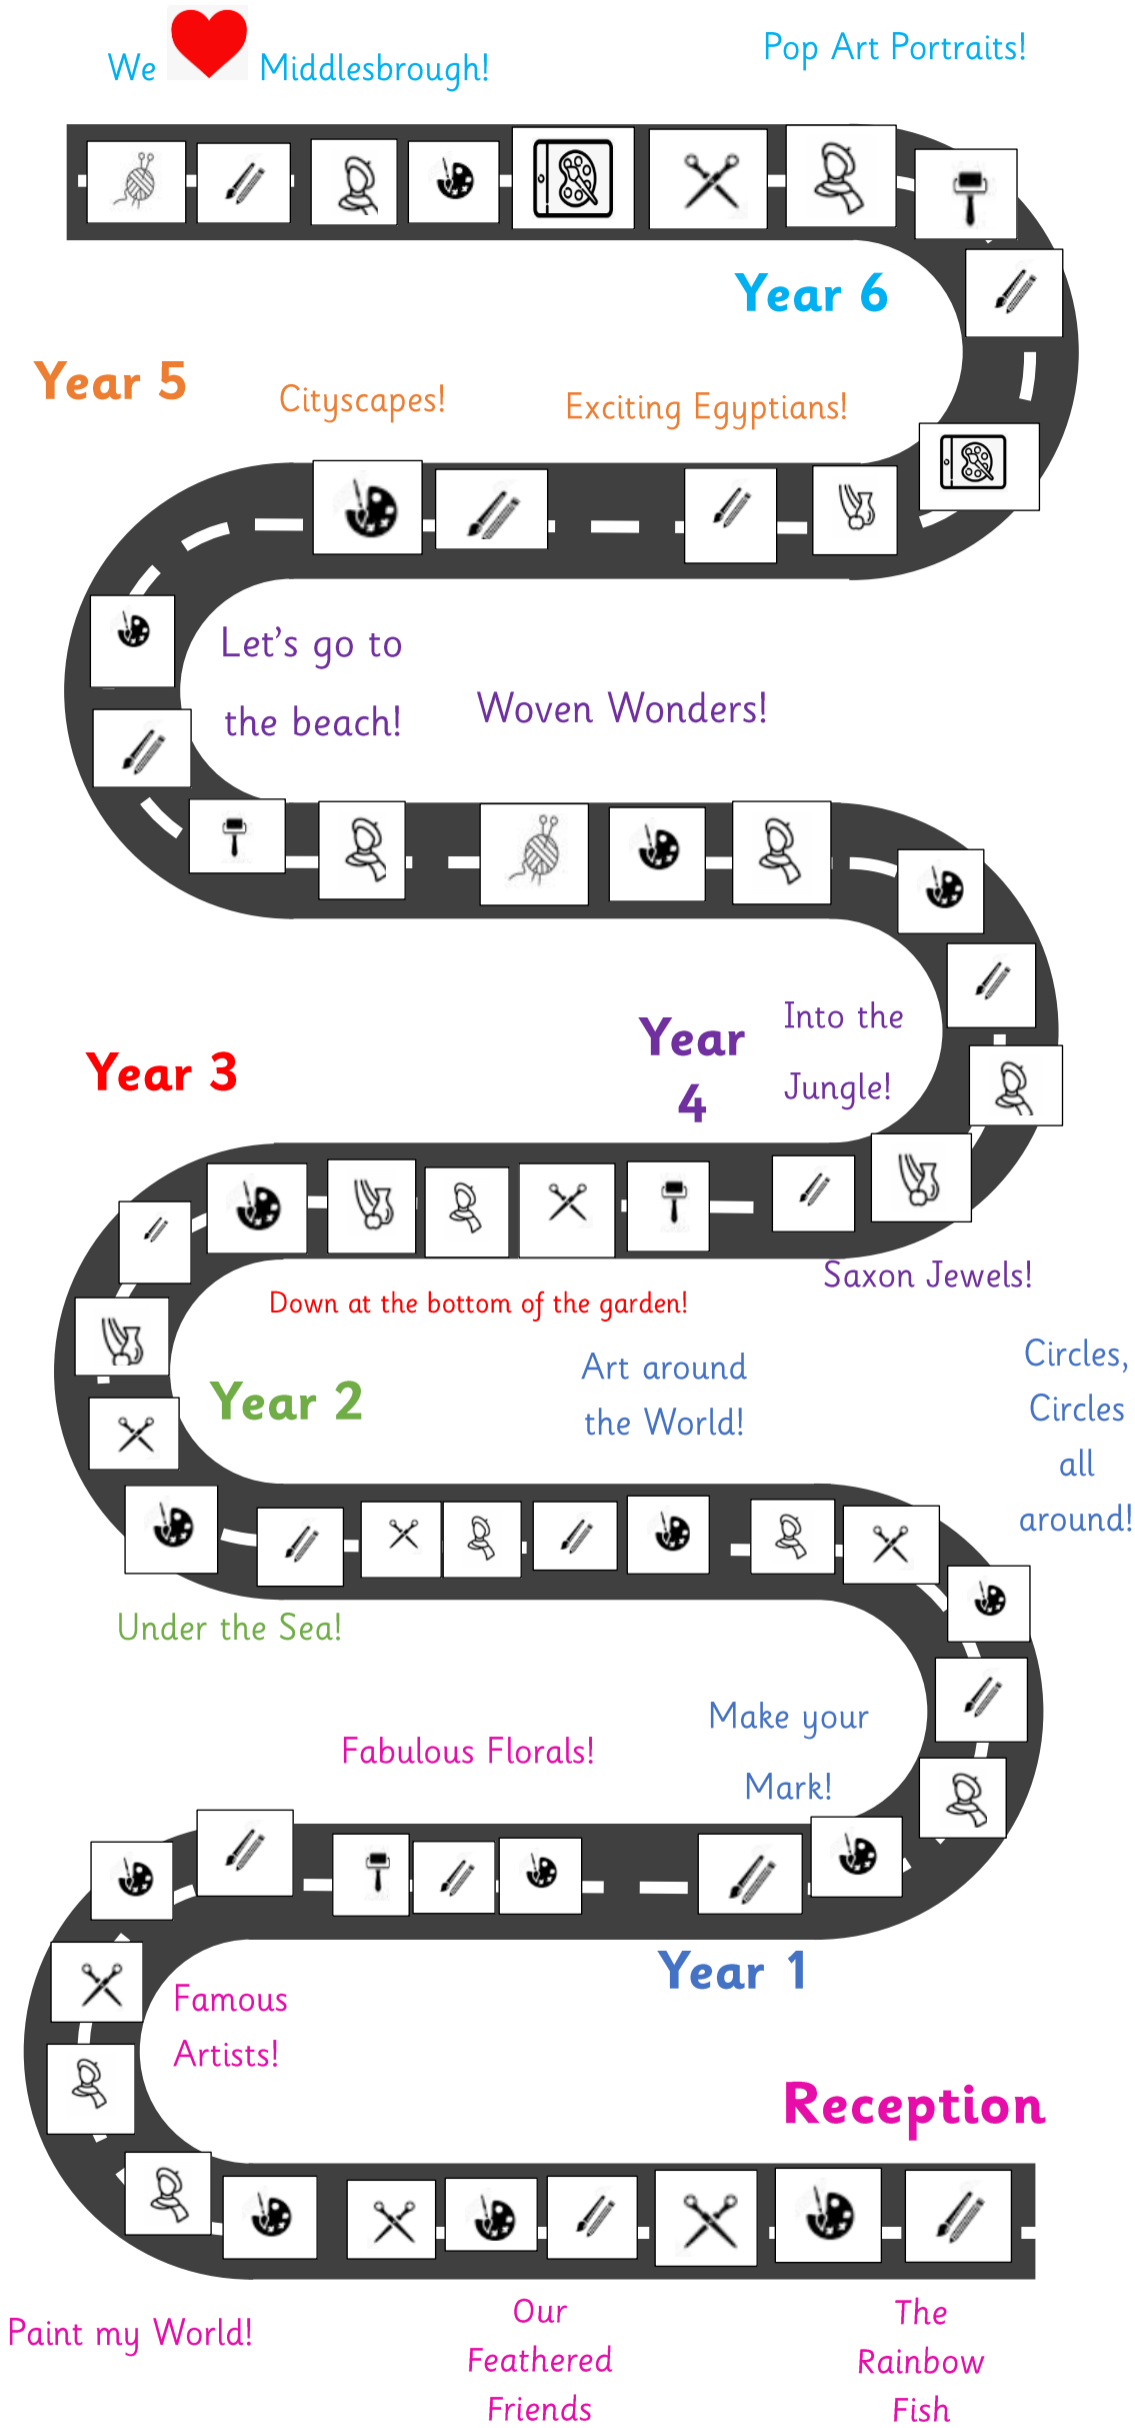 We Middlesbrough!
Pop Art Portraits!
Year 6
Year 5
Cityscapes!
Exciting Egyptians!
Let's go to
the beach!
Woven Wonders!
Into the
Jungle!
Year
4
Year 3
Saxon Jewels!
Down at the bottom of the garden!
Art around
the World!
Circles,
Circles
all
around!
Year 2
Under the Sea!
Make your
Mark!
Fabulous Florals!
Year 1
Famous
Artists!
Reception
Paint my World!
Our
Feathered
Friends
The
Rainbow
Fish